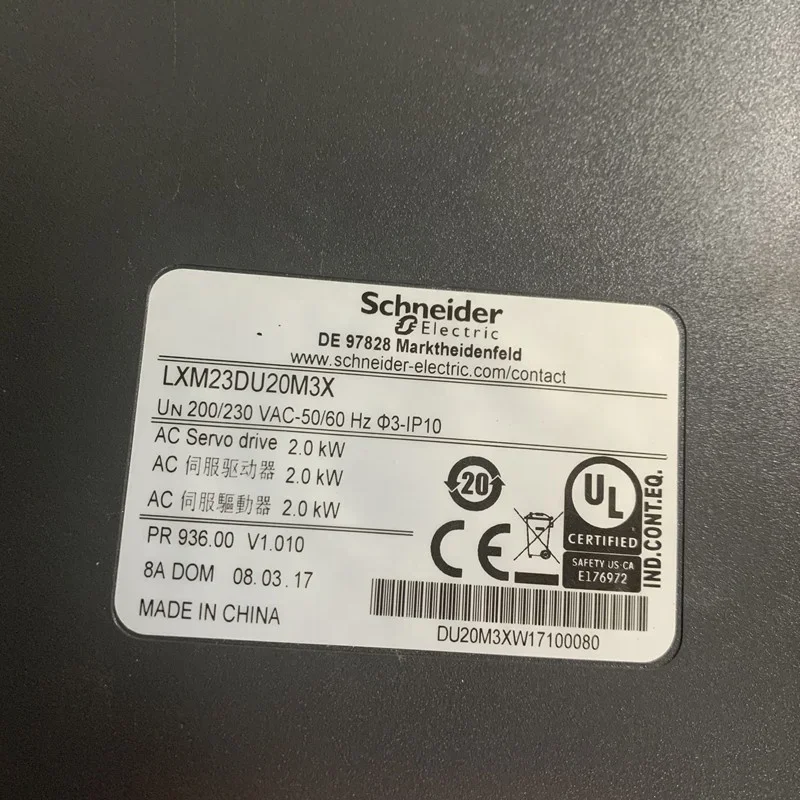 Schneider
Electric
DE 97828 Marktheidenfeld
www.schneider-electric.com/contact
LXM23DU20M3X
UN 200/230 VAC-50/60 Hz Φ3-IP10
AC Servo drive 2.0 kW
AC 伺服驱动器 2.0 kW
AC 伺服驅動器 2.0 kW
PR 936.00 V1.010
8A DOM 08.03.17
MADE IN CHINA
20
CE
UL
CERTIFIED
SAFETY US-CA
E176972
IND.CONT.EQ.
DU20M3XW17100080